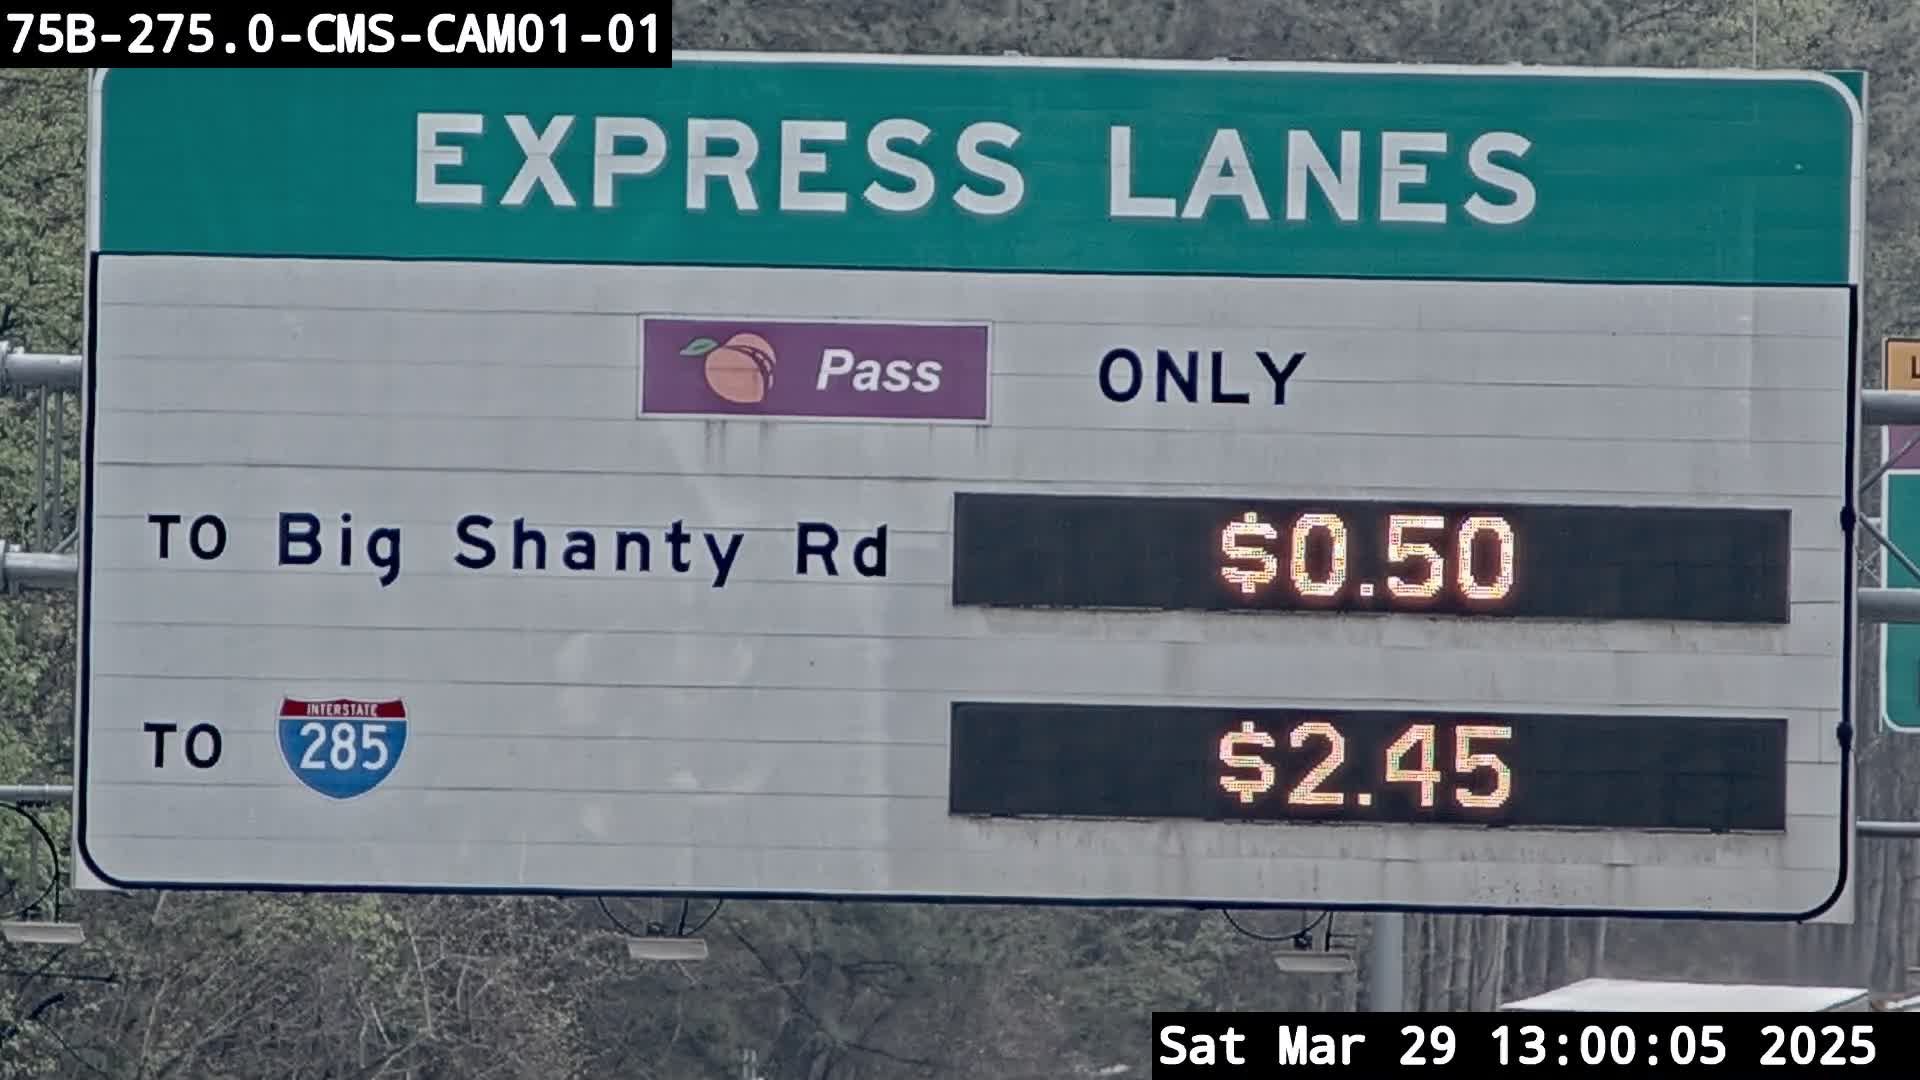 75B-275.0-CMS-CAM01-01
EXPRESS LANES
Pass ONLY
TO Big Shanty Rd $0.50
TO INTERSTATE 285 $2.45
Sat Mar 29 13:00:05 2025